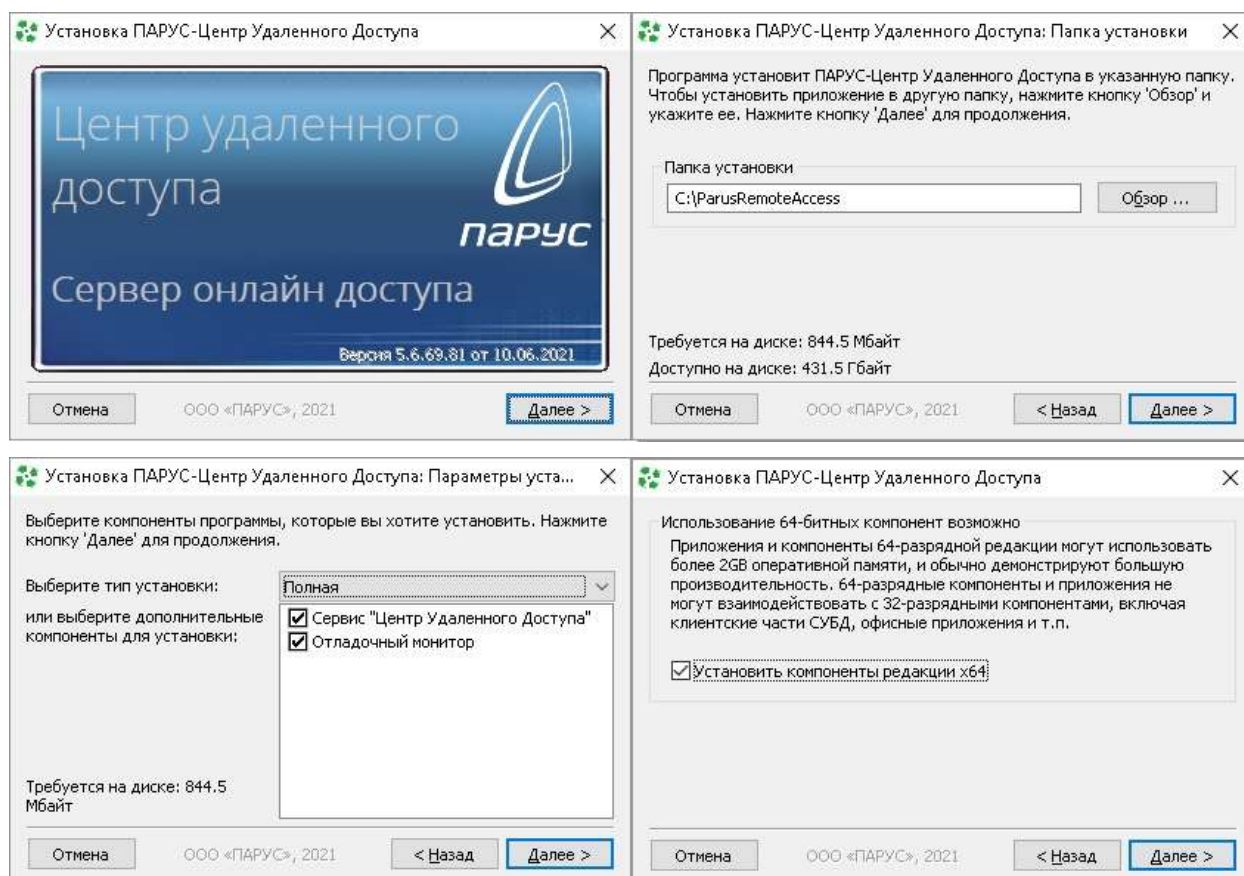 Установка ПАРУС-Центр Удаленного Доступа
Центр удаленного
доступа
ПАРУС
Сервер онлайн доступа
Версия 5.6.69.81 от 10.06.2021
Отмена
ООО «ПАРУС», 2021
Далее >
Установка ПАРУС-Центр Удаленного Доступа: Папка установки
Программа установит ПАРУС-Центр Удаленного Доступа в указанную папку.
Чтобы установить приложение в другую папку, нажмите кнопку 'Обзор' и
укажите ее. Нажмите кнопку 'Далее' для продолжения.
Папка установки
C:\ParusRemoteAccess
Обзор ...
Требуется на диске: 844.5 Мбайт
Доступно на диске: 431.5 Гбайт
Отмена
ООО «ПАРУС», 2021
< Назад
Далее >
Установка ПАРУС-Центр Удаленного Доступа: Параметры уста...
Выберите компоненты программы, которые вы хотите установить. Нажмите
кнопку 'Далее' для продолжения.
Выберите тип установки:
Полная
или выберите дополнительные
компоненты для установки:
Сервис "Центр Удаленного Доступа"
Отладочный монитор
Требуется на диске: 844.5
Мбайт
Отмена
ООО «ПАРУС», 2021
< Назад
Далее >
Установка ПАРУС-Центр Удаленного Доступа
Использование 64-битных компонент возможно
Приложения и компоненты 64-разрядной редакции могут использовать
более 2GB оперативной памяти, и обычно демонстрируют большую
производительность. 64-разрядные компоненты и приложения не
могут взаимодействовать с 32-разрядными компонентами, включая
клиентские части СУБД, офисные приложения и т.п.
Установить компоненты редакции x64
Отмена
ООО «ПАРУС», 2021
< Назад
Далее >